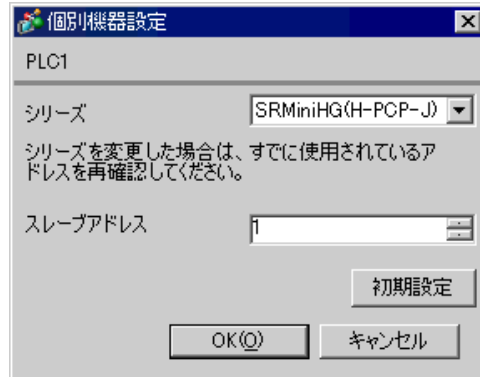 個別機器設定
PLC1
シリーズ SRMiniHG(H-PCP-J)
シリーズを変更した場合は、すでに使用されているア
ドレスを再確認してください。
スレーブアドレス 1
初期設定
OK(O) キャンセル